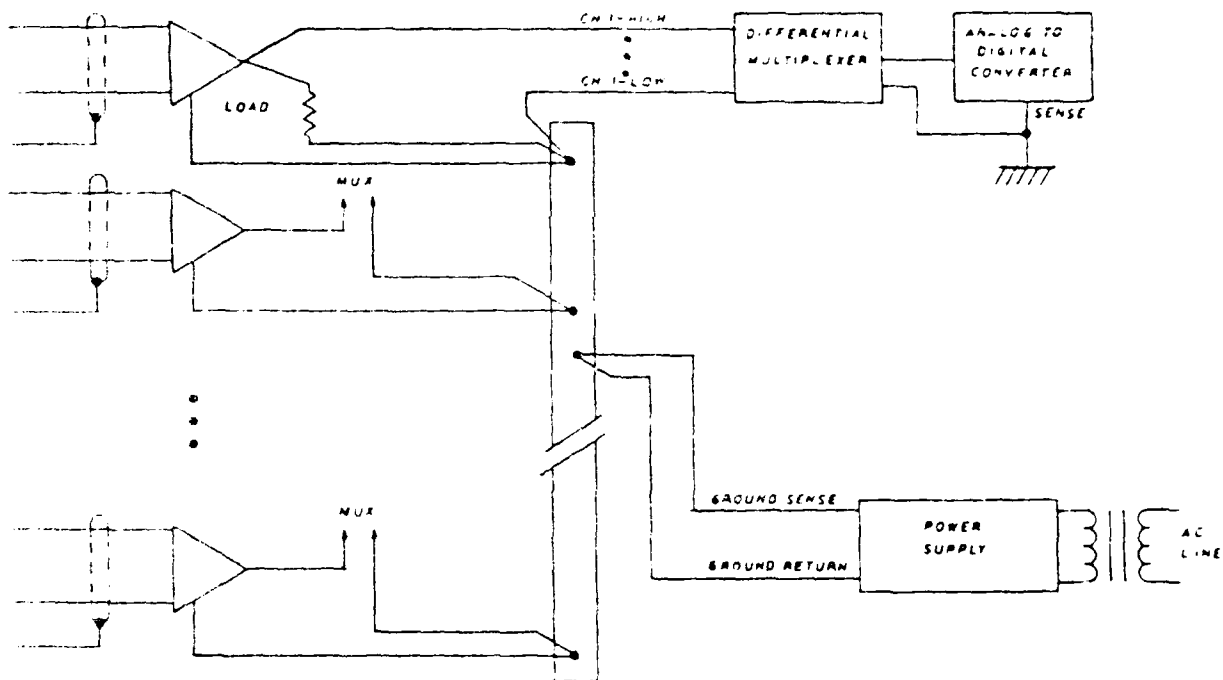 CH 1-HIGH
DIFFERENTIAL
MULTIPLEXER
ANALOG TO
DIGITAL
CONVERTER
LOAD
CH 1-LOW
SENSE
MUX
MUX
GROUND SENSE
POWER
SUPPLY
AC
LINE
GROUND RETURN